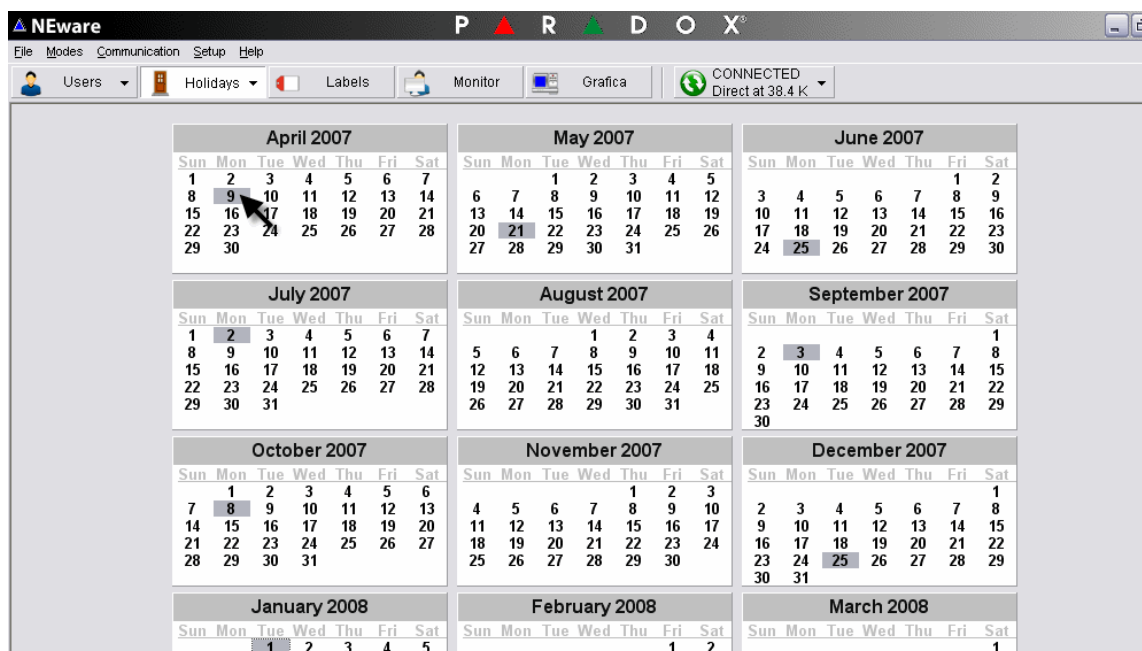 NEware
P A R A D O X®
File Modes Communication Setup Help
Users Holidays Labels Monitor Grafica CONNECTED
Direct at 38.4 K
April 2007 May 2007 June 2007
Sun Mon Tue Wed Thu Fri Sat Sun Mon Tue Wed Thu Fri Sat Sun Mon Tue Wed Thu Fri Sat
1 2 3 4 5 6 7 1 2 3 4 5 1 2
8 9 10 11 12 13 14 6 7 8 9 10 11 12 3 4 5 6 7 8 9
15 16 17 18 19 20 21 13 14 15 16 17 18 19 10 11 12 13 14 15 16
22 23 24 25 26 27 28 20 21 22 23 24 25 26 17 18 19 20 21 22 23
29 30 27 28 29 30 31 24 25 26 27 28 29 30
July 2007 August 2007 September 2007
Sun Mon Tue Wed Thu Fri Sat Sun Mon Tue Wed Thu Fri Sat Sun Mon Tue Wed Thu Fri Sat
1 2 3 4 5 6 7 1 2 3 4 1
8 9 10 11 12 13 14 5 6 7 8 9 10 11 2 3 4 5 6 7 8
15 16 17 18 19 20 21 12 13 14 15 16 17 18 9 10 11 12 13 14 15
22 23 24 25 26 27 28 19 20 21 22 23 24 25 16 17 18 19 20 21 22
29 30 31 26 27 28 29 30 31 23 24 25 26 27 28 29
30
October 2007 November 2007 December 2007
Sun Mon Tue Wed Thu Fri Sat Sun Mon Tue Wed Thu Fri Sat Sun Mon Tue Wed Thu Fri Sat
1 2 3 4 5 6 1 2 3 1
7 8 9 10 11 12 13 4 5 6 7 8 9 10 2 3 4 5 6 7 8
14 15 16 17 18 19 20 11 12 13 14 15 16 17 9 10 11 12 13 14 15
21 22 23 24 25 26 27 18 19 20 21 22 23 24 16 17 18 19 20 21 22
28 29 30 31 25 26 27 28 29 30 23 24 25 26 27 28 29
30 31
January 2008 February 2008 March 2008
Sun Mon Tue Wed Thu Fri Sat Sun Mon Tue Wed Thu Fri Sat Sun Mon Tue Wed Thu Fri Sat
1 2 3 4 5 1 2 1